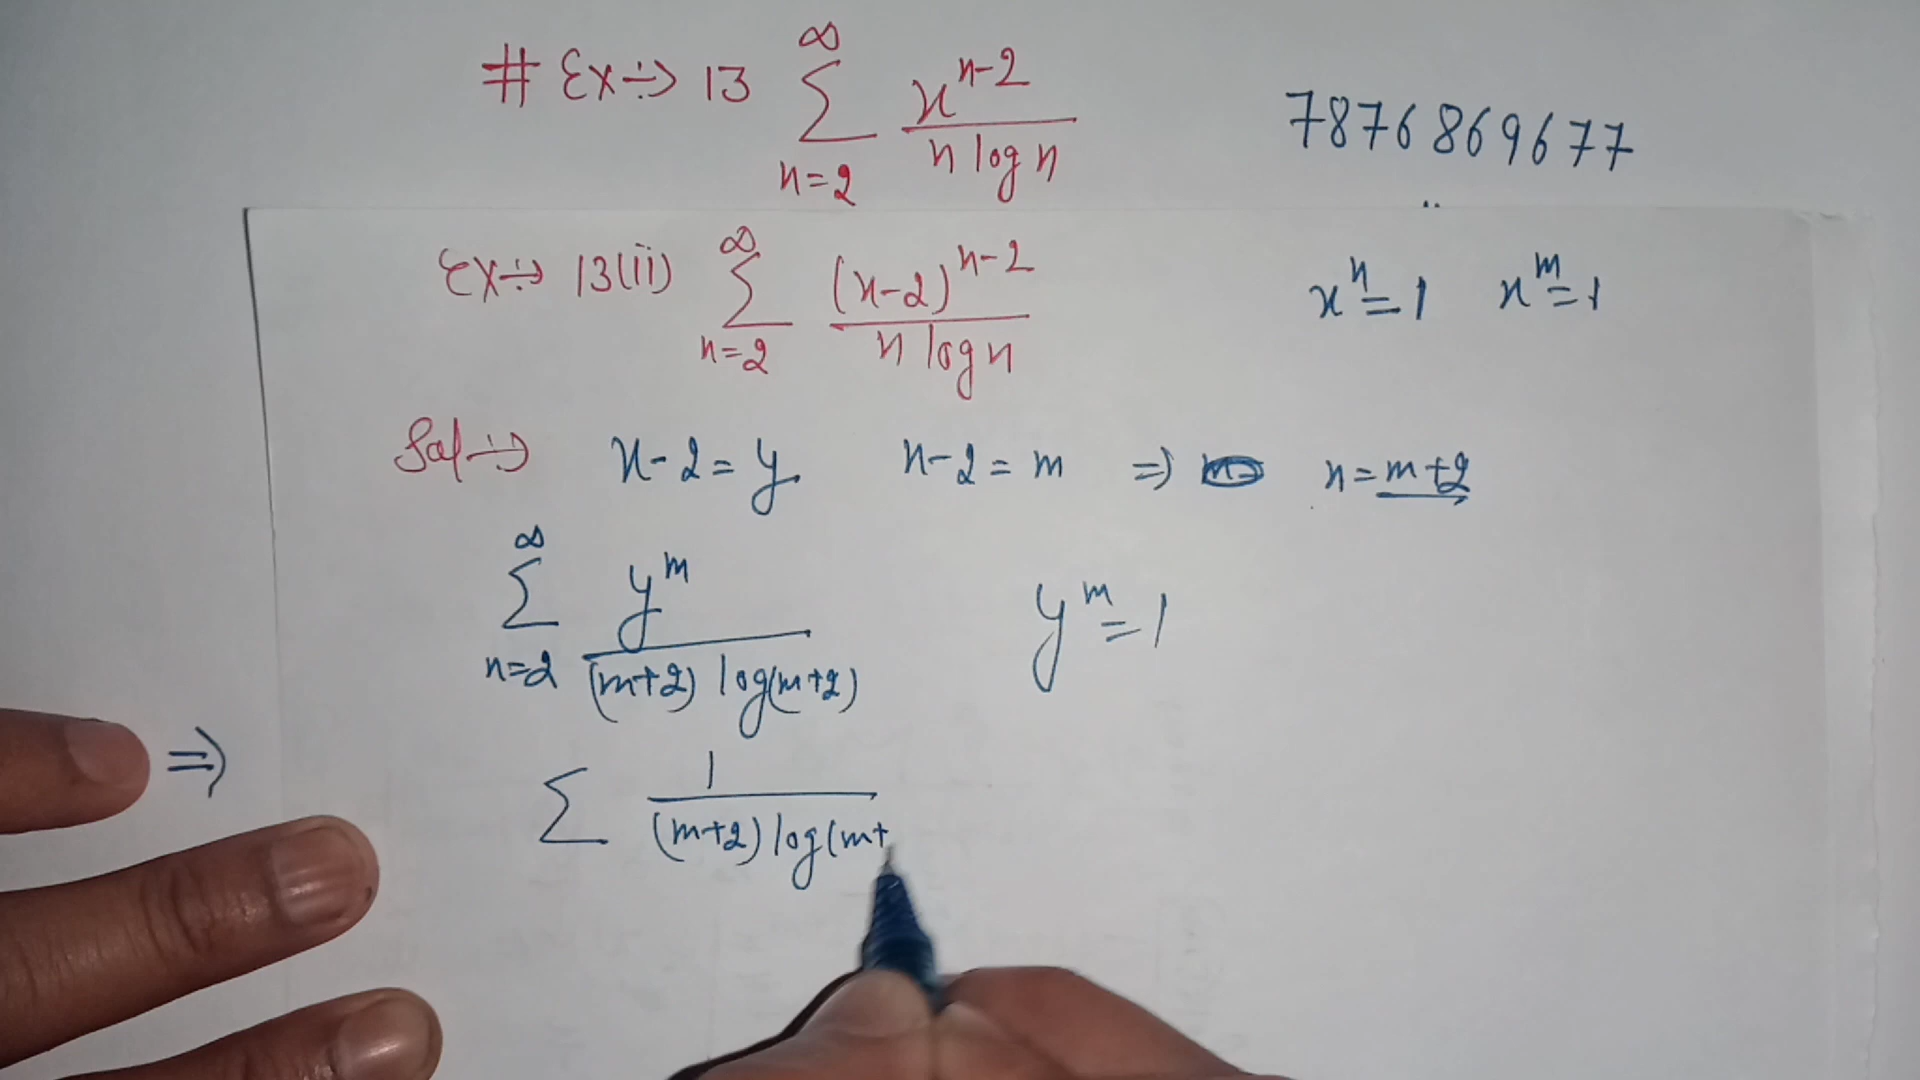 # Ex÷> 13 ∞ Σ n=2 x^{n-2} / n log n
7876869677
Ex÷> 13(ii) ∞ Σ n=2 (x-2)^{n-2} / n log n
x^n = 1 x^m = 1
Sol÷> x-2=y n-2=m => n=m+2
∞ Σ n=2 y^m / (m+2) log(m+2) y^m = 1
=> Σ 1 / (m+2) log(m+